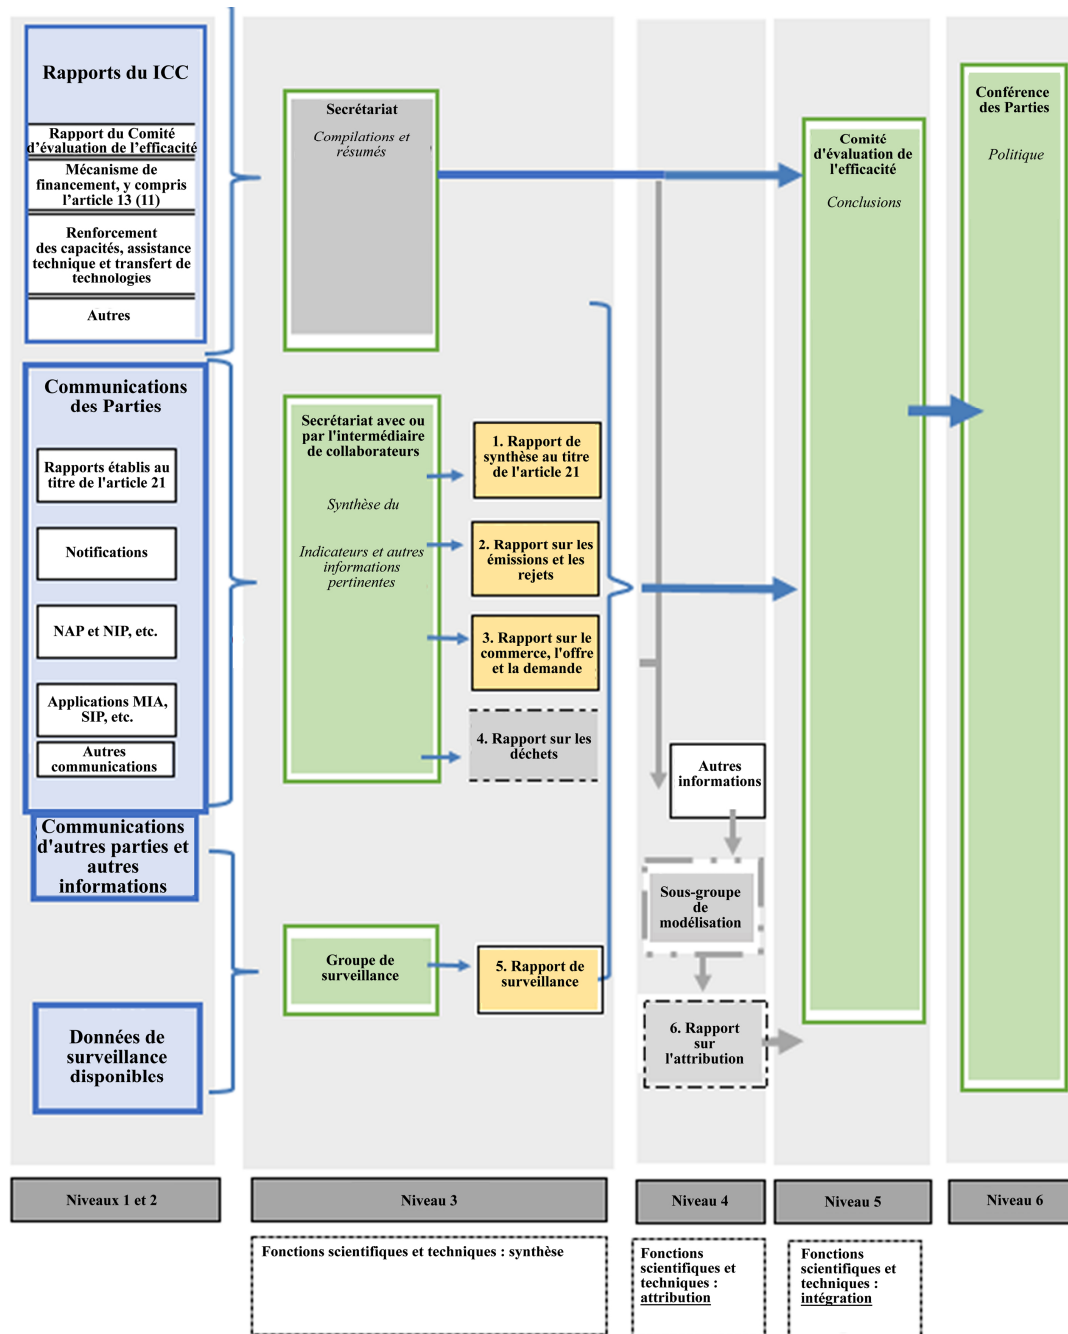 Rapports du ICC
Rapport du Comité
d'évaluation de l'efficacité
Mécanisme de
financement, y compris
l'article 13 (11)
Renforcement
des capacités, assistance
technique et transfert de
technologies
Autres
Communications
des Parties
Rapports établis au
titre de l'article 21
Notifications
NAP et NIP, etc.
Applications MIA,
SIP, etc.
Autres
communications
Communications
d'autres parties et
autres
informations
Données de
surveillance
disponibles
Secrétariat
Compilations et
résumés
Secrétariat avec ou
par l'intermédiaire
de collaborateurs
Synthèse du
Indicateurs et autres
informations
pertinentes
1. Rapport de
synthèse au titre
de l'article 21
2. Rapport sur les
émissions et les
rejets
3. Rapport sur le
commerce, l'offre
et la demande
4. Rapport sur les
déchets
Groupe de
surveillance
5. Rapport de
surveillance
Autres
informations
Sous-groupe
de
modélisation
6. Rapport
sur
l'attribution
Comité
d'évaluation de
l'efficacité
Conclusions
Conférence
des Parties
Politique
Niveaux 1 et 2
Niveau 3
Niveau 4
Niveau 5
Niveau 6
Fonctions scientifiques et techniques : synthèse
Fonctions
scientifiques et
techniques :
attribution
Fonctions
scientifiques et
techniques :
intégration